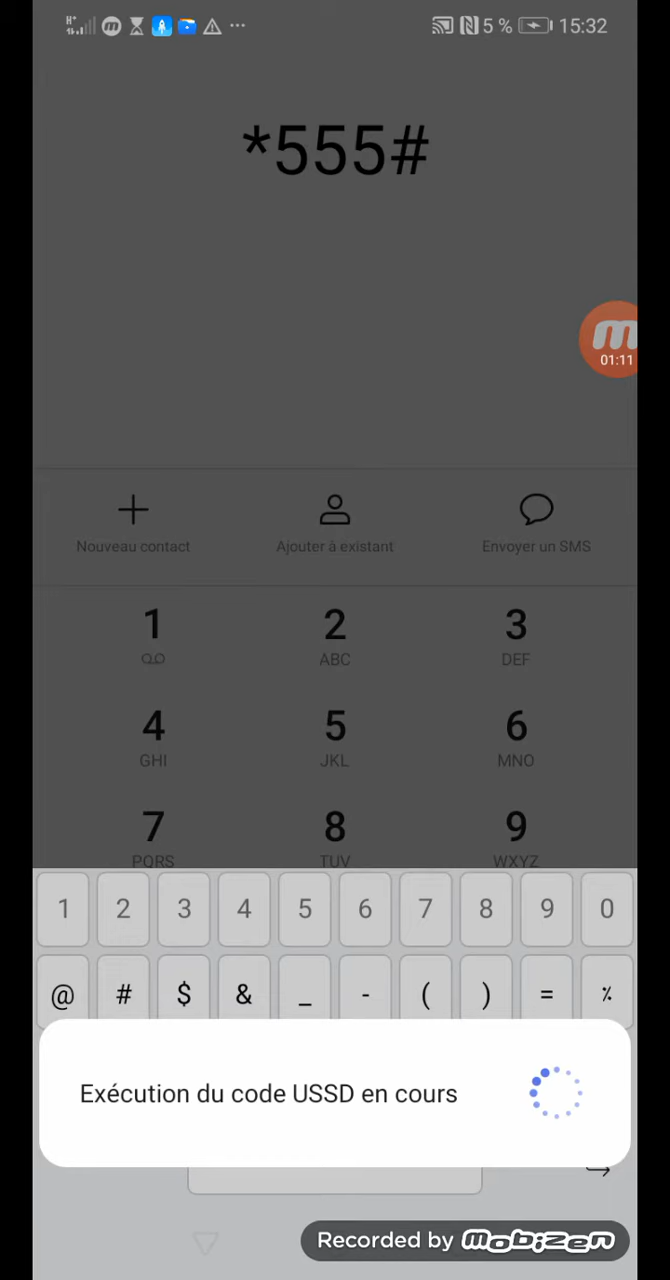 5 % 15:32
*555#
m
01:11
Nouveau contact Ajouter à existant Envoyer un SMS
1 2 3
ABC DEF
4 5 6
GHI JKL MNO
7 8 9
PQRS TUV WXYZ
1 2 3 4 5 6 7 8 9 0
@ # $ & _ - ( ) = %
Exécution du code USSD en cours
Recorded by mobizen